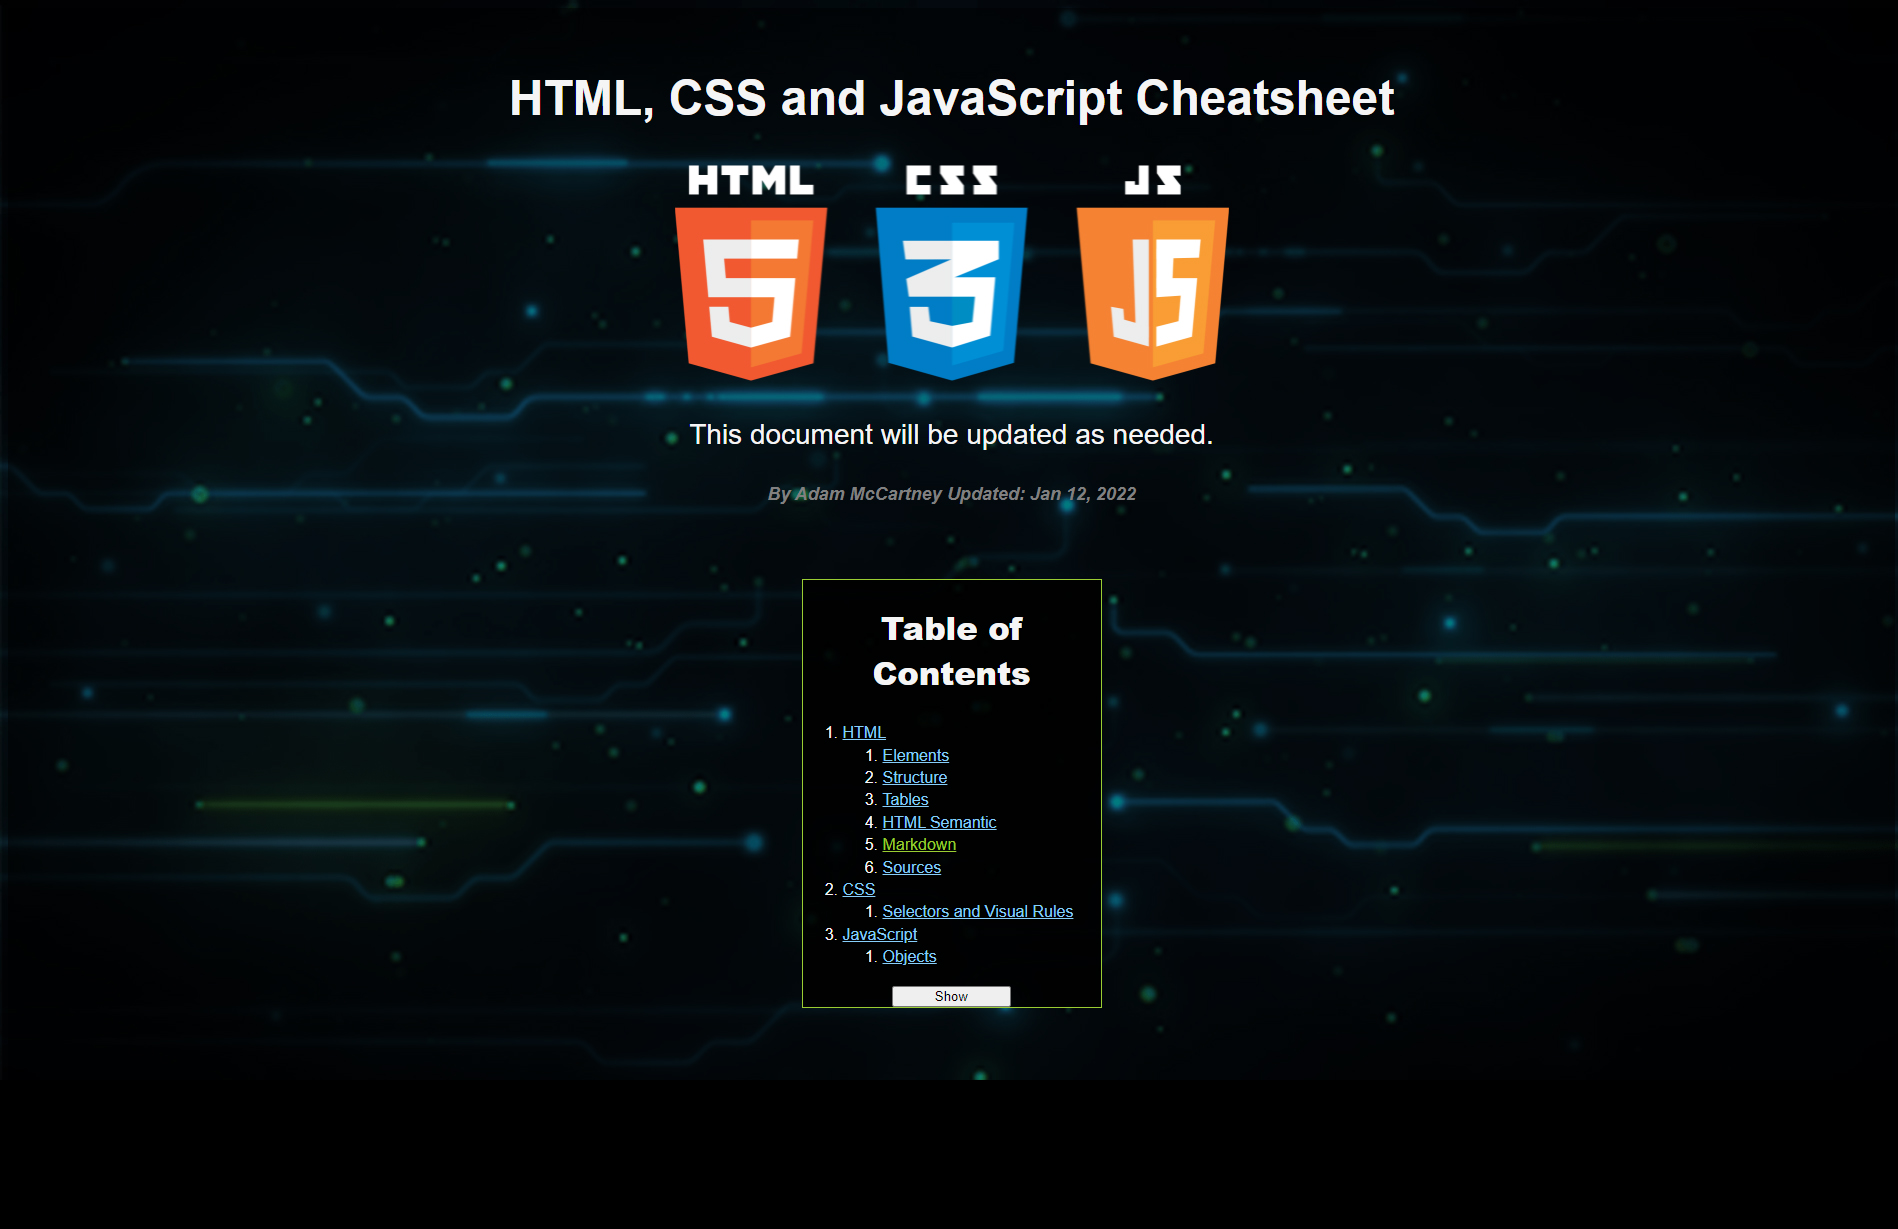 HTML, CSS and JavaScript Cheatsheet
HTML CSS JS
5 3 JS
This document will be updated as needed.
By Adam McCartney Updated: Jan 12, 2022
Table of
Contents
1. HTML
1. Elements
2. Structure
3. Tables
4. HTML Semantic
5. Markdown
6. Sources
2. CSS
1. Selectors and Visual Rules
3. JavaScript
1. Objects
Show